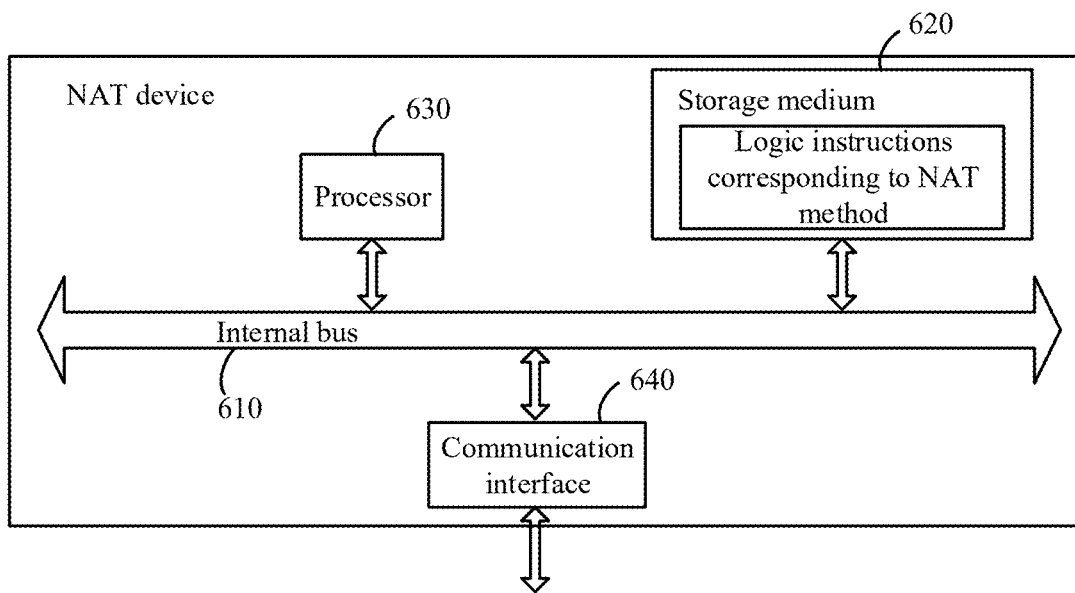 620
NAT device
630
Storage medium
Logic instructions
corresponding to NAT
method
Processor
Internal bus
610
640
Communication
interface